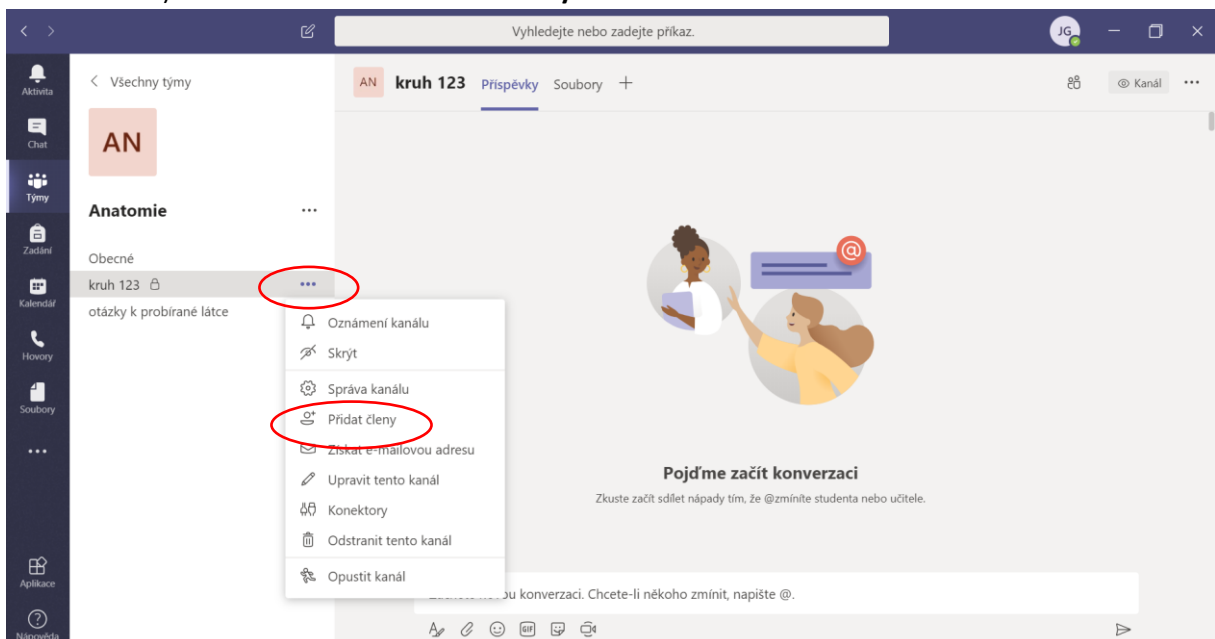 Vyhledejte nebo zadejte příkaz.
JG
Aktivita
Chat
Týmy
Zadání
Kalendář
Hovory
Soubory
Aplikace
Nápověda
Všechny týmy
AN
Anatomie
Obecné
kruh 123
otázky k probírané látce
Oznámení kanálu
Skrýt
Správa kanálu
Přidat členy
Získat e-mailovou adresu
Upravit tento kanál
Konektory
Odstranit tento kanál
Opustit kanál
AN kruh 123 Příspěvky Soubory
Kanál
@
Pojďme začít konverzaci
Zkuste začít sdílet nápady tím, že @zmíníte studenta nebo učitele.
konverzaci. Chcete-li někoho zmínit, napište @.
GIF